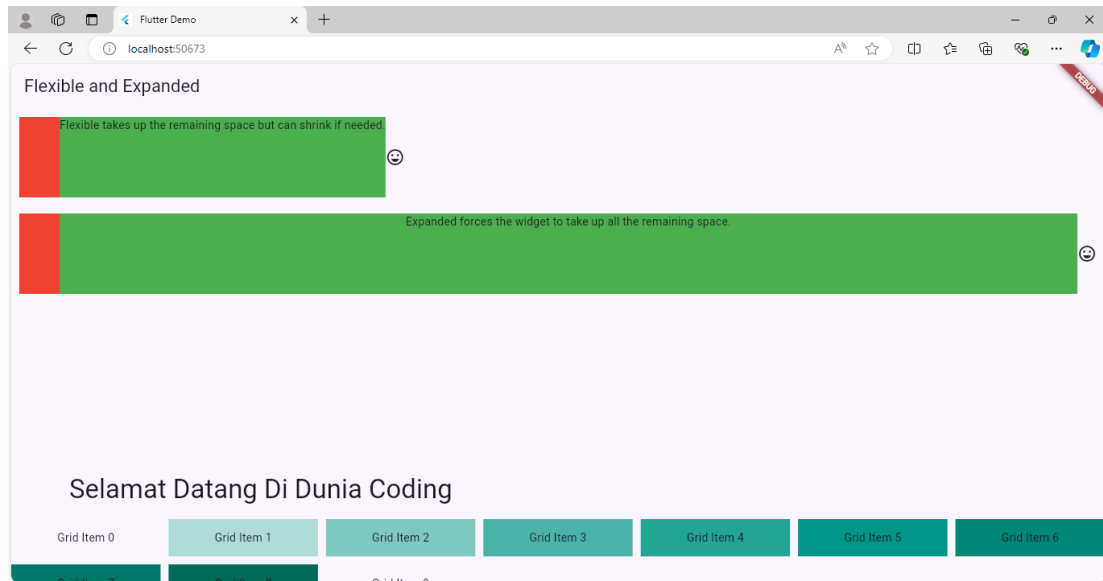 Flutter Demo
localhost:50673
DEBUG
Flexible and Expanded
Flexible takes up the remaining space but can shrink if needed.
Expanded forces the widget to take up all the remaining space.
Selamat Datang Di Dunia Coding
Grid Item 0 Grid Item 1 Grid Item 2 Grid Item 3 Grid Item 4 Grid Item 5 Grid Item 6